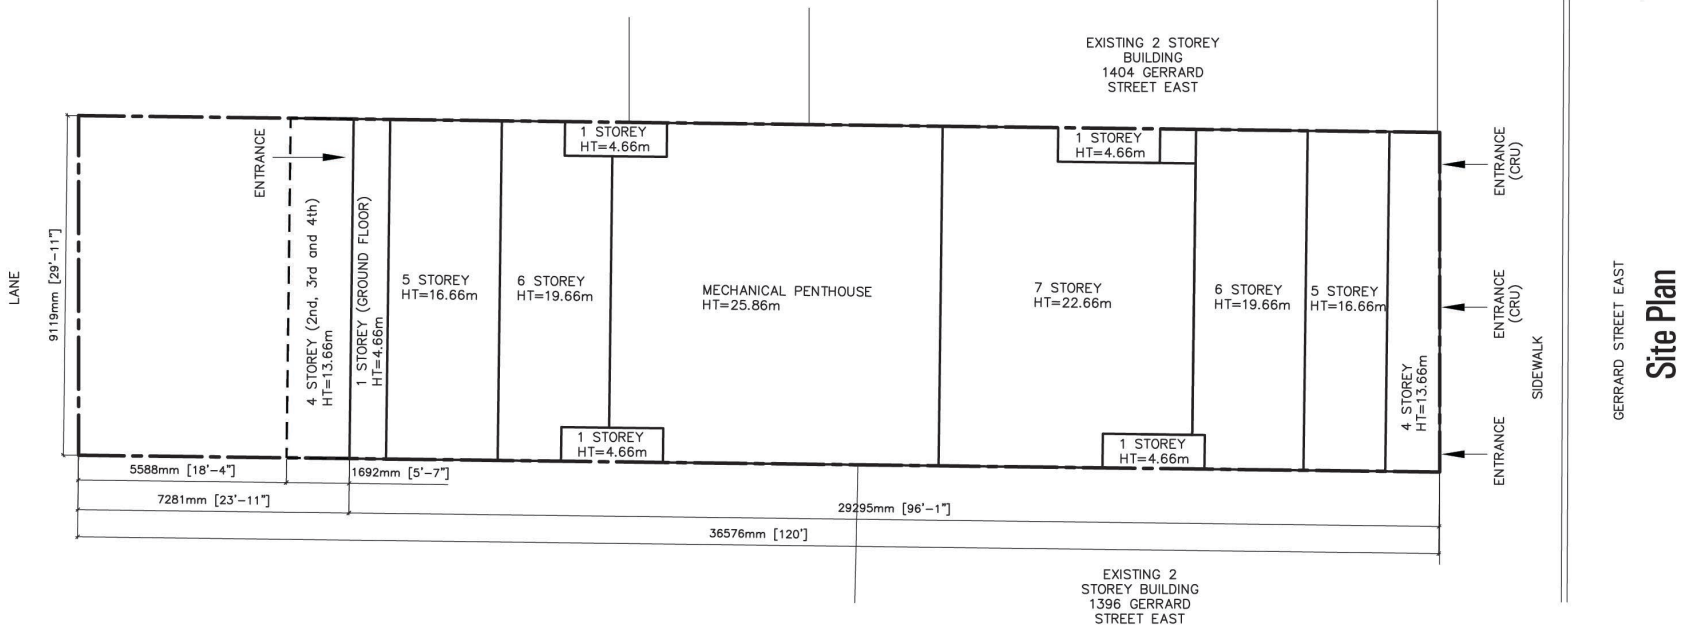 EXISTING 2 STOREY
BUILDING
1404 GERRARD
STREET EAST
LANE
9119mm [29'-11"]
ENTRANCE
4 STOREY (2nd, 3rd and 4th)
HT=13.66m
1 STOREY (GROUND FLOOR)
HT=4.66m
5 STOREY
HT=16.66m
6 STOREY
HT=19.66m
1 STOREY
HT=4.66m
1 STOREY
HT=4.66m
MECHANICAL PENTHOUSE
HT=25.86m
7 STOREY
HT=22.66m
1 STOREY
HT=4.66m
1 STOREY
HT=4.66m
6 STOREY
HT=19.66m
5 STOREY
HT=16.66m
4 STOREY
HT=13.66m
ENTRANCE
(CRU)
ENTRANCE
(CRU)
ENTRANCE
SIDEWALK
GERRARD STREET EAST
Site Plan
5588mm [18'-4"]
1692mm [5'-7"]
7281mm [23'-11"]
29295mm [96'-1"]
36576mm [120']
EXISTING 2
STOREY BUILDING
1396 GERRARD
STREET EAST